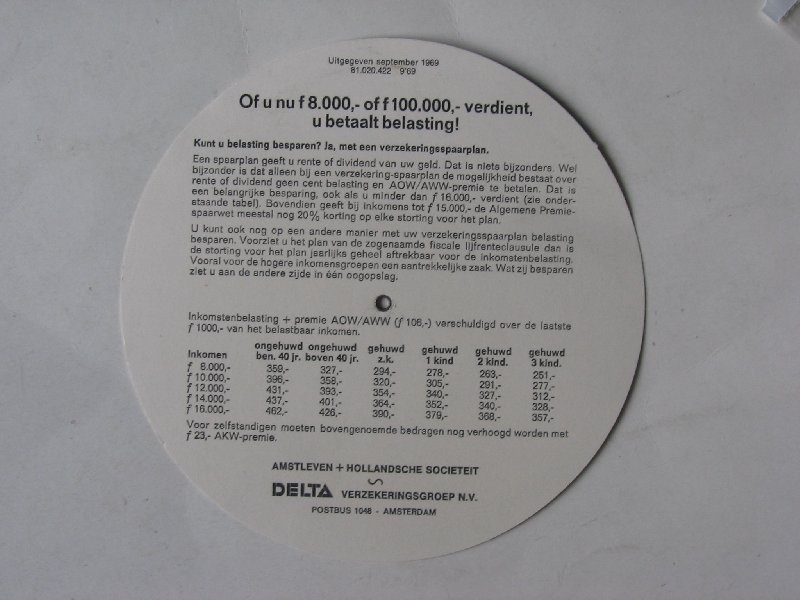 Uitgegeven september 1969
81.020.422 9'69
Of u nu f 8.000,- of f 100.000,- verdient,
u betaalt belasting!
Kunt u belasting besparen? Ja, met een verzekeringsspaarplan.
Een spaarplan geeft u rente of dividend van uw geld. Dat is niets bijzonders. Wel
bijzonder is dat alleen bij een verzekering-spaarplan de mogelijkheid bestaat over
rente of dividend geen cent belasting en AOW/AWW-premie te betalen. Dat is
een belangrijke besparing, ook als u minder dan f 16.000,- verdient (zie onder-
staande tabel). Bovendien geeft bij inkomens tot f 15.000,- de Algemene Premie-
spaarwet meestal nog 20% korting op elke storting voor het plan.
U kunt ook nog op een andere manier met uw verzekeringsspaarplan belasting
besparen. Voorziet u het plan van de zogenaamde fiscale lijfrenteclausule dan is
de storting voor het plan jaarlijks geheel aftrekbaar voor de inkomstenbelasting.
Vooral voor de hogere inkomensgroepen een aantrekkelijke zaak. Wat zij besparen
ziet u aan de andere zijde in één oogopslag.
Inkomstenbelasting + premie AOW/AWW (f 106,-) verschuldigd over de laatste
f 1000,- van het belastbaar inkomen.
Inkomen ongehuwd ben. 40 jr. ongehuwd boven 40 jr. gehuwd z.k. gehuwd 1 kind gehuwd 2 kind. gehuwd 3 kind.
f 8.000,- 359,- 327,- 294,- 278,- 263,- 251,-
f 10.000,- 396,- 358,- 320,- 305,- 291,- 277,-
f 12.000,- 431,- 393,- 354,- 340,- 327,- 312,-
f 14.000,- 437,- 401,- 364,- 352,- 340,- 328,-
f 16.000,- 462,- 426,- 390,- 379,- 368,- 357,-
Voor zelfstandigen moeten bovengenoemde bedragen nog verhoogd worden met
f 23,- AKW-premie.
AMSTLEVEN + HOLLANDSCHE SOCIETEIT
DELTA VERZEKERINGSGROEP N.V.
POSTBUS 1048 - AMSTERDAM